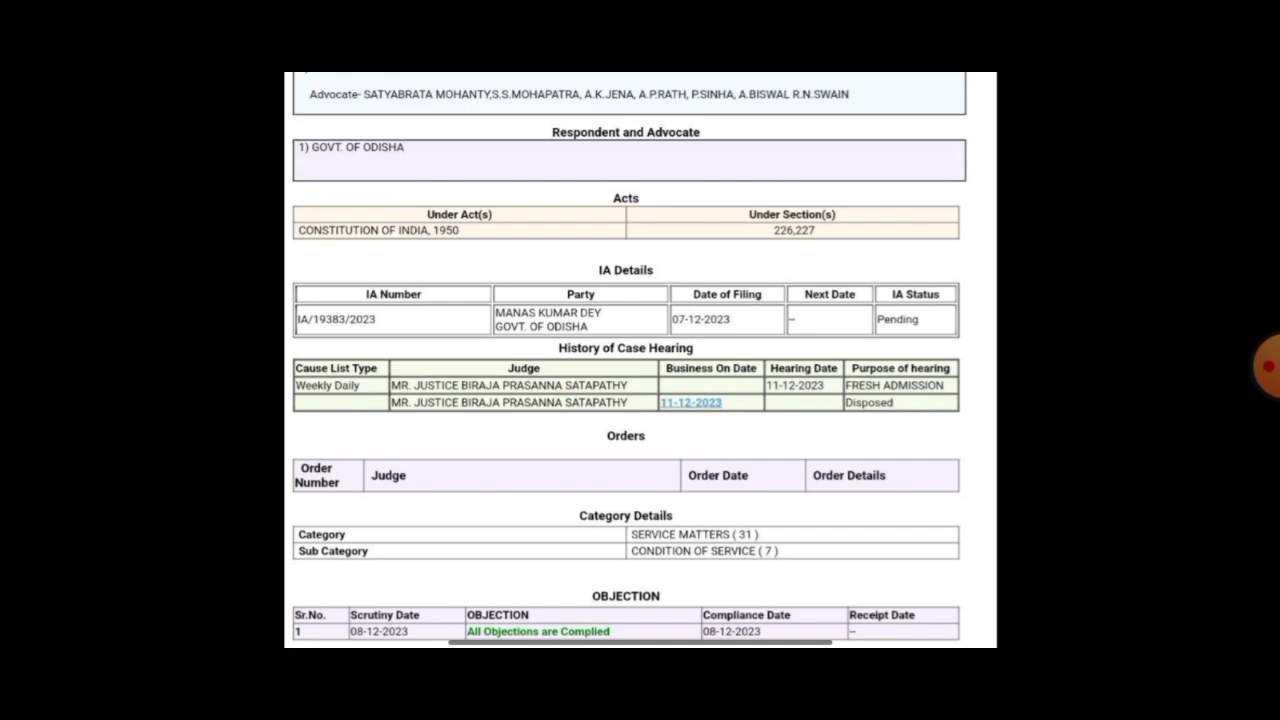 Advocate- SATYABRATA MOHANTY,S.S.MOHAPATRA, A.K.JENA, A.P.RATH, P.SINHA, A.BISWAL R.N.SWAIN
Respondent and Advocate
1) GOVT. OF ODISHA
Acts
Under Act(s) Under Section(s)
CONSTITUTION OF INDIA, 1950 226,227
IA Details
IA Number Party Date of Filing Next Date IA Status
IA/19383/2023 MANAS KUMAR DEY GOVT. OF ODISHA 07-12-2023 -- Pending
History of Case Hearing
Cause List Type Judge Business On Date Hearing Date Purpose of hearing
Weekly Daily MR. JUSTICE BIRAJA PRASANNA SATAPATHY 11-12-2023 FRESH ADMISSION
MR. JUSTICE BIRAJA PRASANNA SATAPATHY 11-12-2023 Disposed
Orders
Order Number Judge Order Date Order Details
Category Details
Category SERVICE MATTERS ( 31 )
Sub Category CONDITION OF SERVICE ( 7 )
OBJECTION
Sr.No. Scrutiny Date OBJECTION Compliance Date Receipt Date
1 08-12-2023 All Objections are Complied 08-12-2023 --